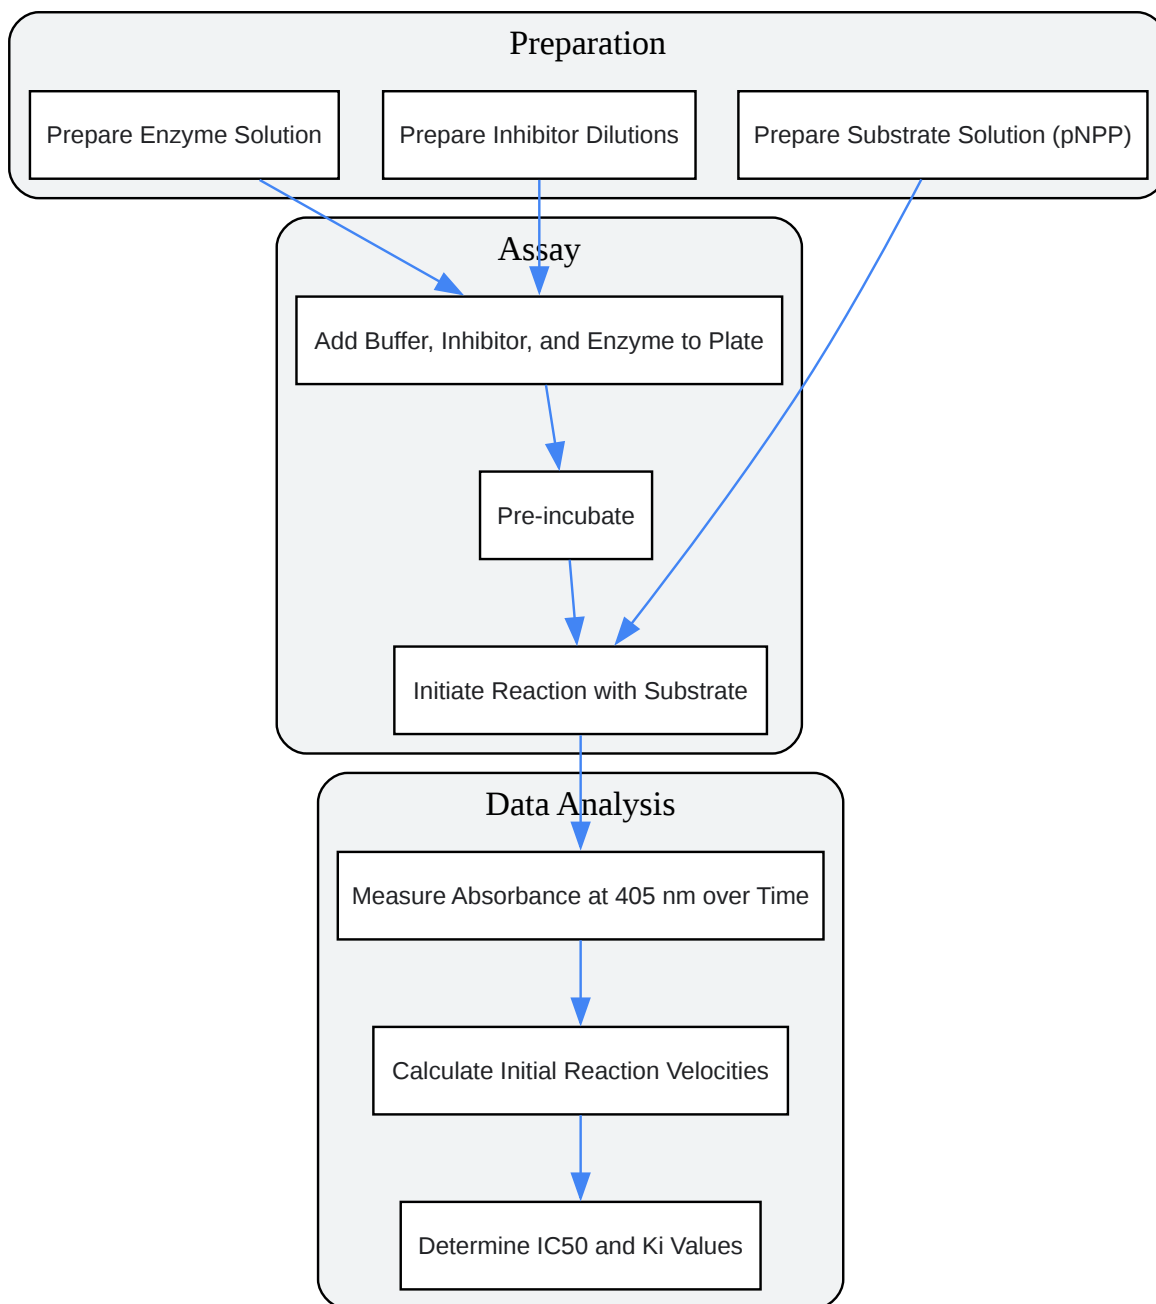 Preparation
Prepare Enzyme Solution
Prepare Inhibitor Dilutions
Prepare Substrate Solution (pNPP)
Assay
Add Buffer, Inhibitor, and Enzyme to Plate
Pre-incubate
Initiate Reaction with Substrate
Data Analysis
Measure Absorbance at 405 nm over Time
Calculate Initial Reaction Velocities
Determine IC50 and Ki Values